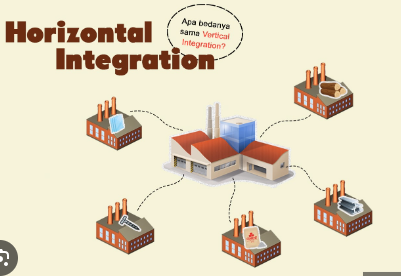 Horizontal
Integration
Apa bedanya
sama Vertical
Integration?